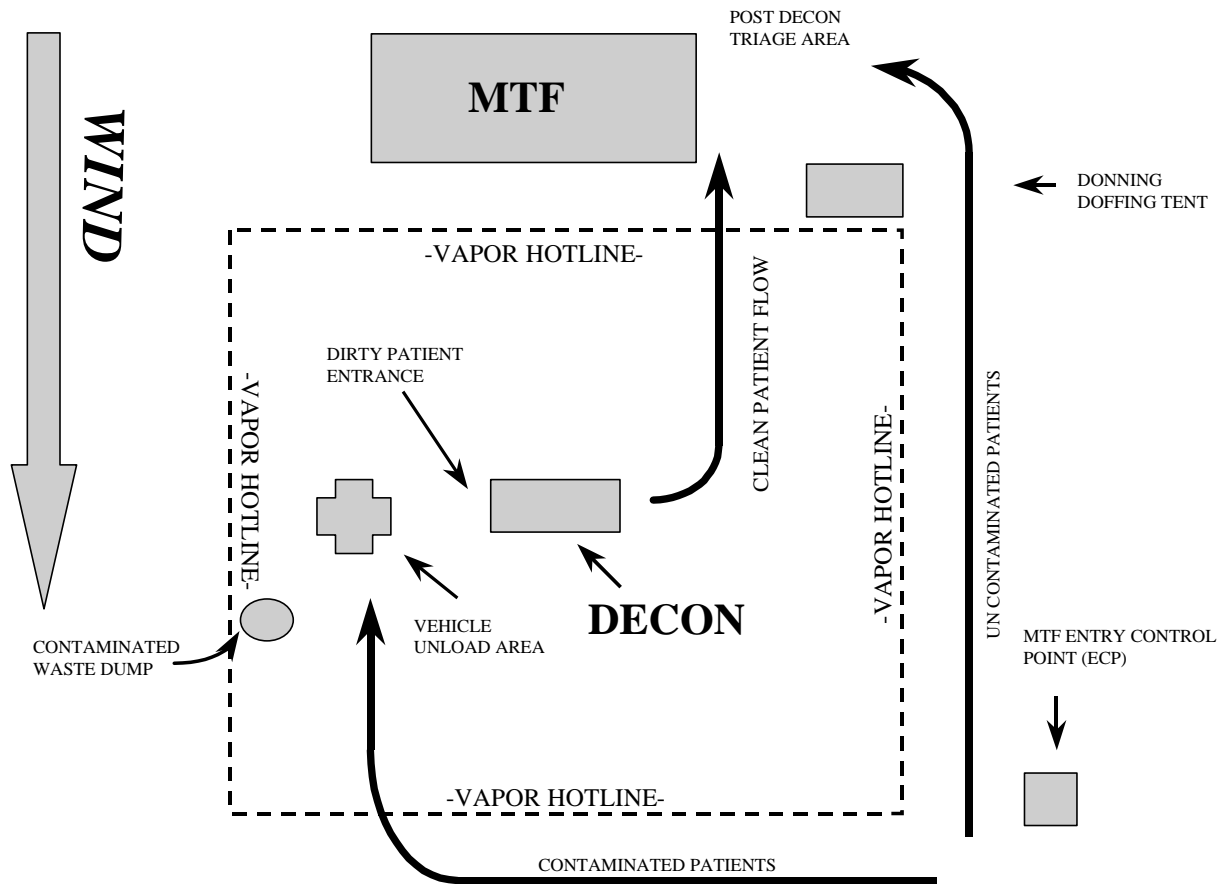 POST DECON
TRIAGE AREA
MTF
WIND
DONNING
DOFFING TENT
-VAPOR HOTLINE-
DIRTY PATIENT
ENTRANCE
CLEAN PATIENT FLOW
-VAPOR HOTLINE-
-VAPOR HOTLINE-
UN CONTAMINATED PATIENTS
DECON
VEHICLE
UNLOAD AREA
CONTAMINATED
WASTE DUMP
MTF ENTRY CONTROL
POINT (ECP)
-VAPOR HOTLINE-
CONTAMINATED PATIENTS